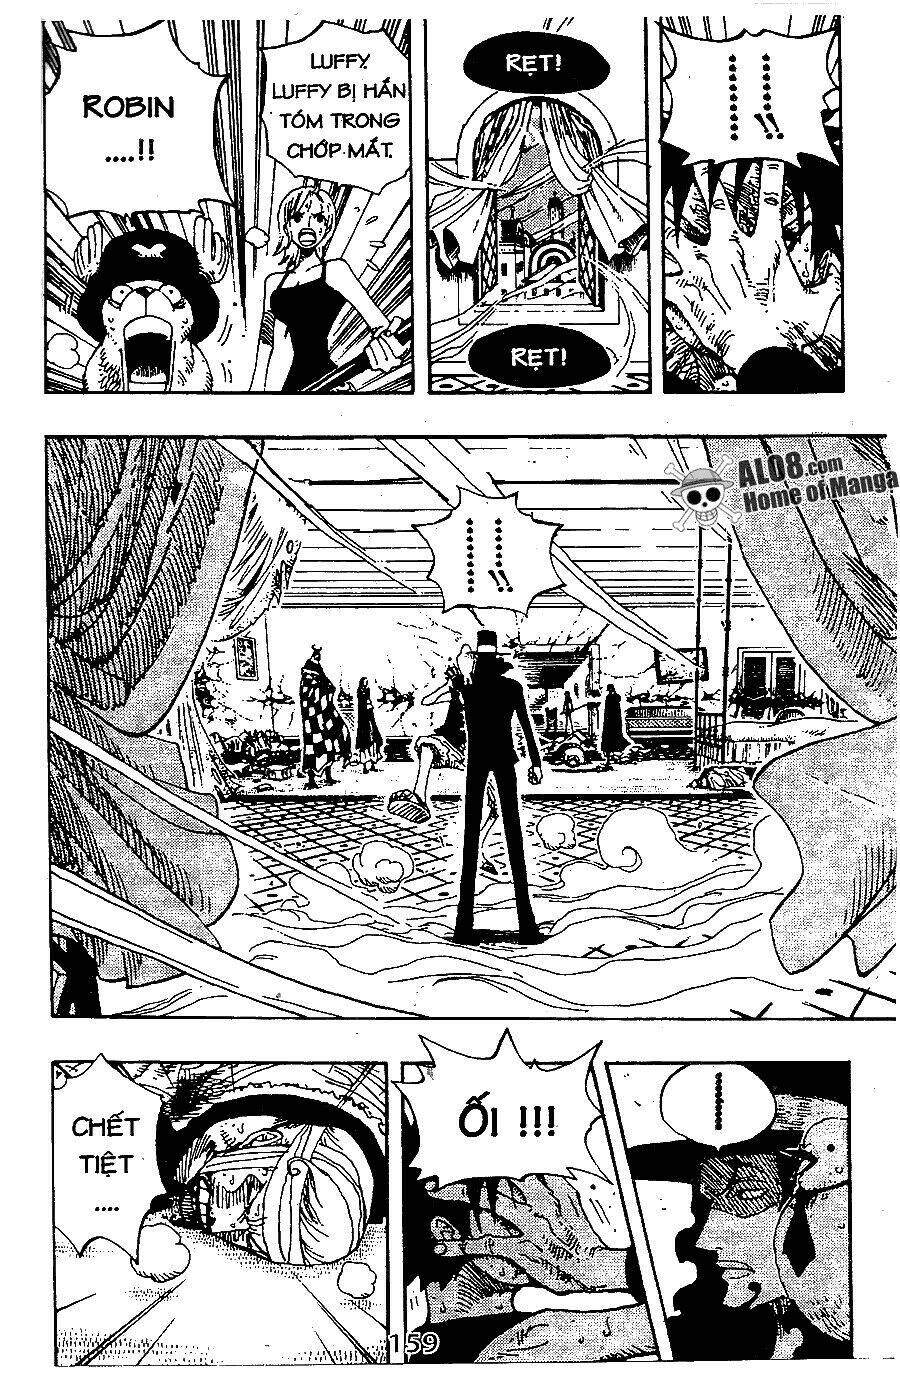 ROBIN
....!!
LUFFY.
LUFFY BỊ HẮN
TÓM TRONG
CHỚP MẮT.
RẸT!
RẸT!
.........!!
AL08.com
Home of Manga
.......!!
CHẾT
TIỆT
....
ỐI !!!
..........
159